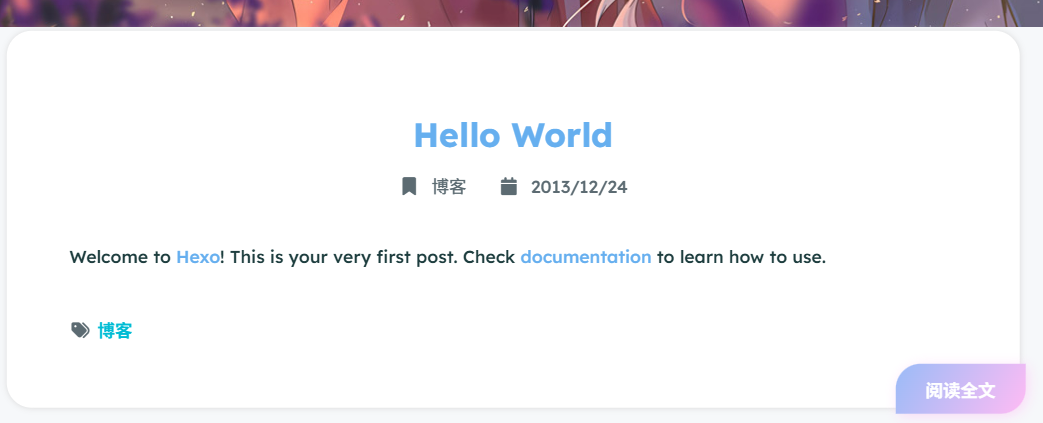 Hello World
博客 2013/12/24
Welcome to Hexo! This is your very first post. Check documentation to learn how to use.
博客
阅读全文